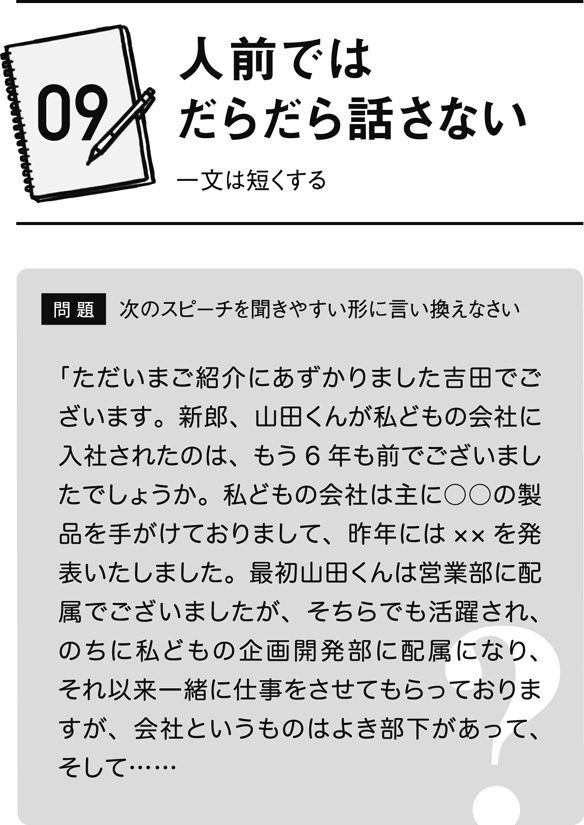 09
人前では
だらだら話さない
一文は短くする
問題 次のスピーチを聞きやすい形に言い換えなさい
「ただいまご紹介にあずかりました吉田でご
ざいます。新郎、山田くんが私どもの会社に
入社されたのは、もう6年も前でございまし
たでしょうか。私どもの会社は主に○○の製
品を手がけておりまして、昨年には××を発
表いたしました。最初山田くんは営業部に配
属でございましたが、そちらでも活躍され、
のちに私どもの企画開発部に配属になり、
それ以来一緒に仕事をさせてもらっておりま
すが、会社というものはよき部下があって、
そして……
?